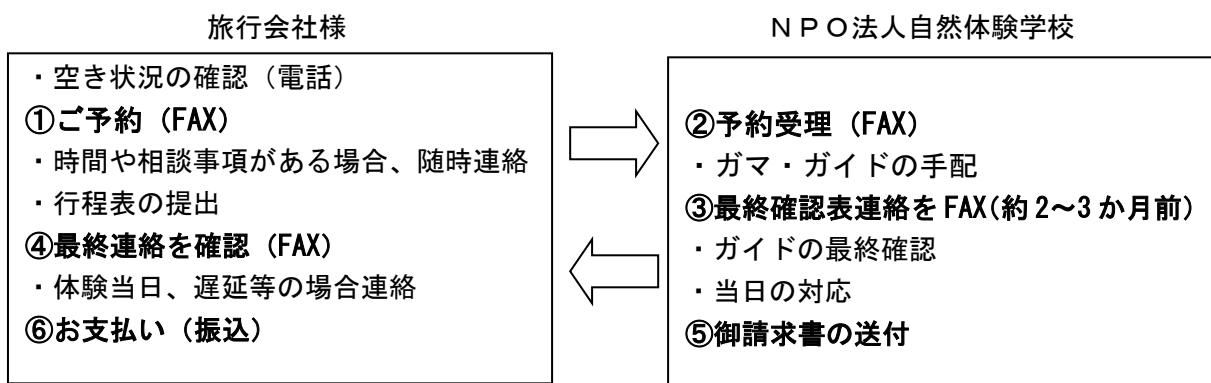 旅行会社様
・空き状況の確認（電話）
①ご予約（FAX）
・時間や相談事項がある場合、随時連絡
・行程表の提出
④最終連絡を確認（FAX）
・体験当日、遅延等の場合連絡
⑥お支払い（振込）
ＮＰＯ法人自然体験学校
②予約受理（FAX）
・ガマ・ガイドの手配
③最終確認表連絡を FAX（約 2～3 か月前）
・ガイドの最終確認
・当日の対応
⑤御請求書の送付